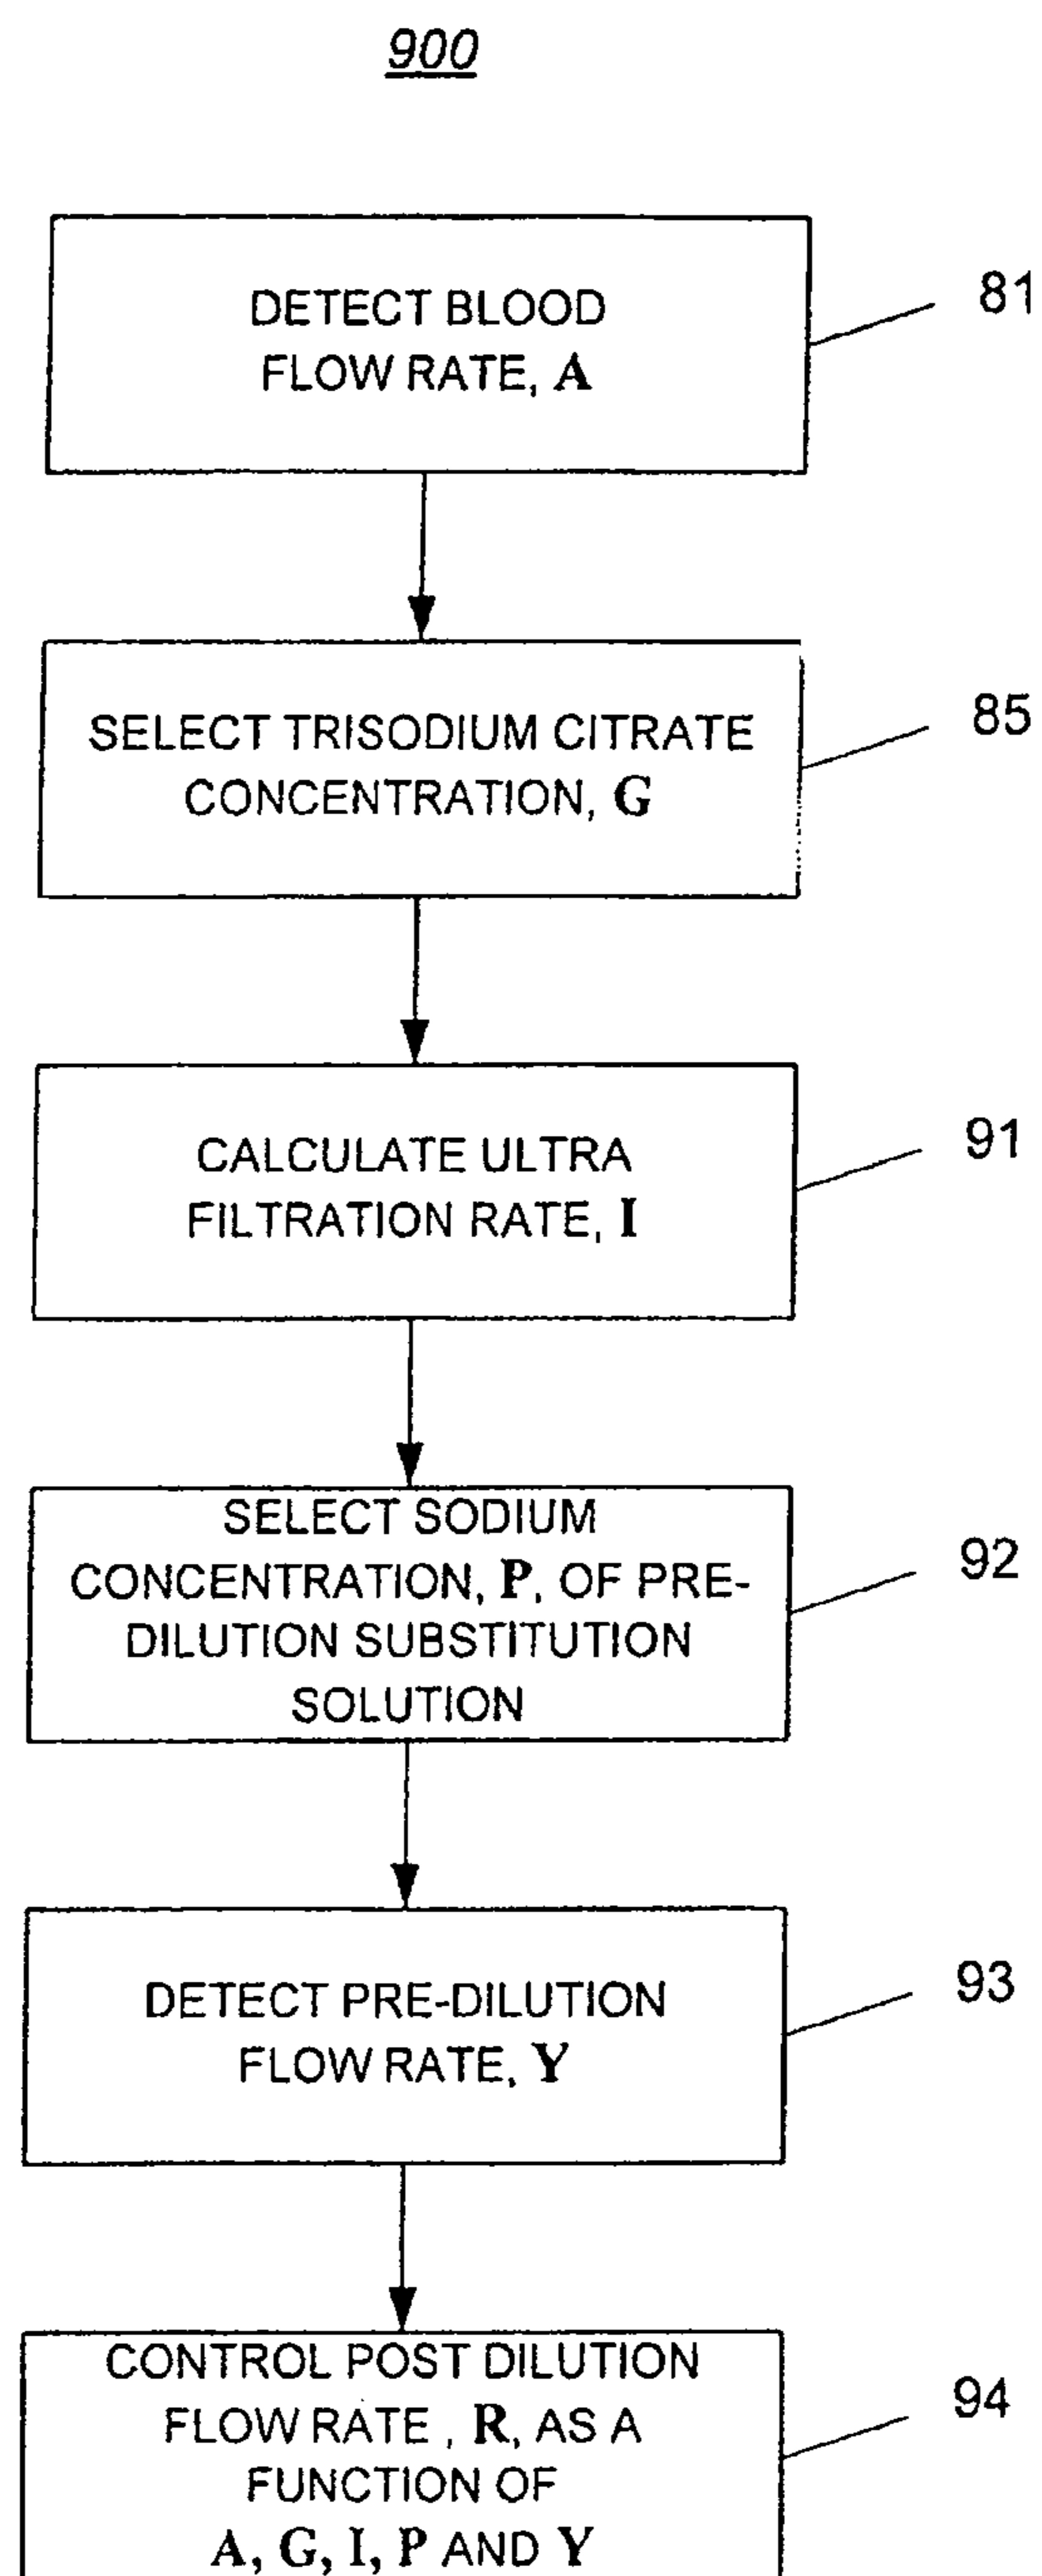 900
DETECT BLOOD
FLOW RATE, A
81
SELECT TRISODIUM CITRATE
CONCENTRATION, G
85
CALCULATE ULTRA
FILTRATION RATE, I
91
SELECT SODIUM
CONCENTRATION, P, OF PRE-
DILUTION SUBSTITUTION
SOLUTION
92
DETECT PRE-DILUTION
FLOW RATE, Y
93
CONTROL POST DILUTION
FLOW RATE , R, AS A
FUNCTION OF
A, G, I, P AND Y
94